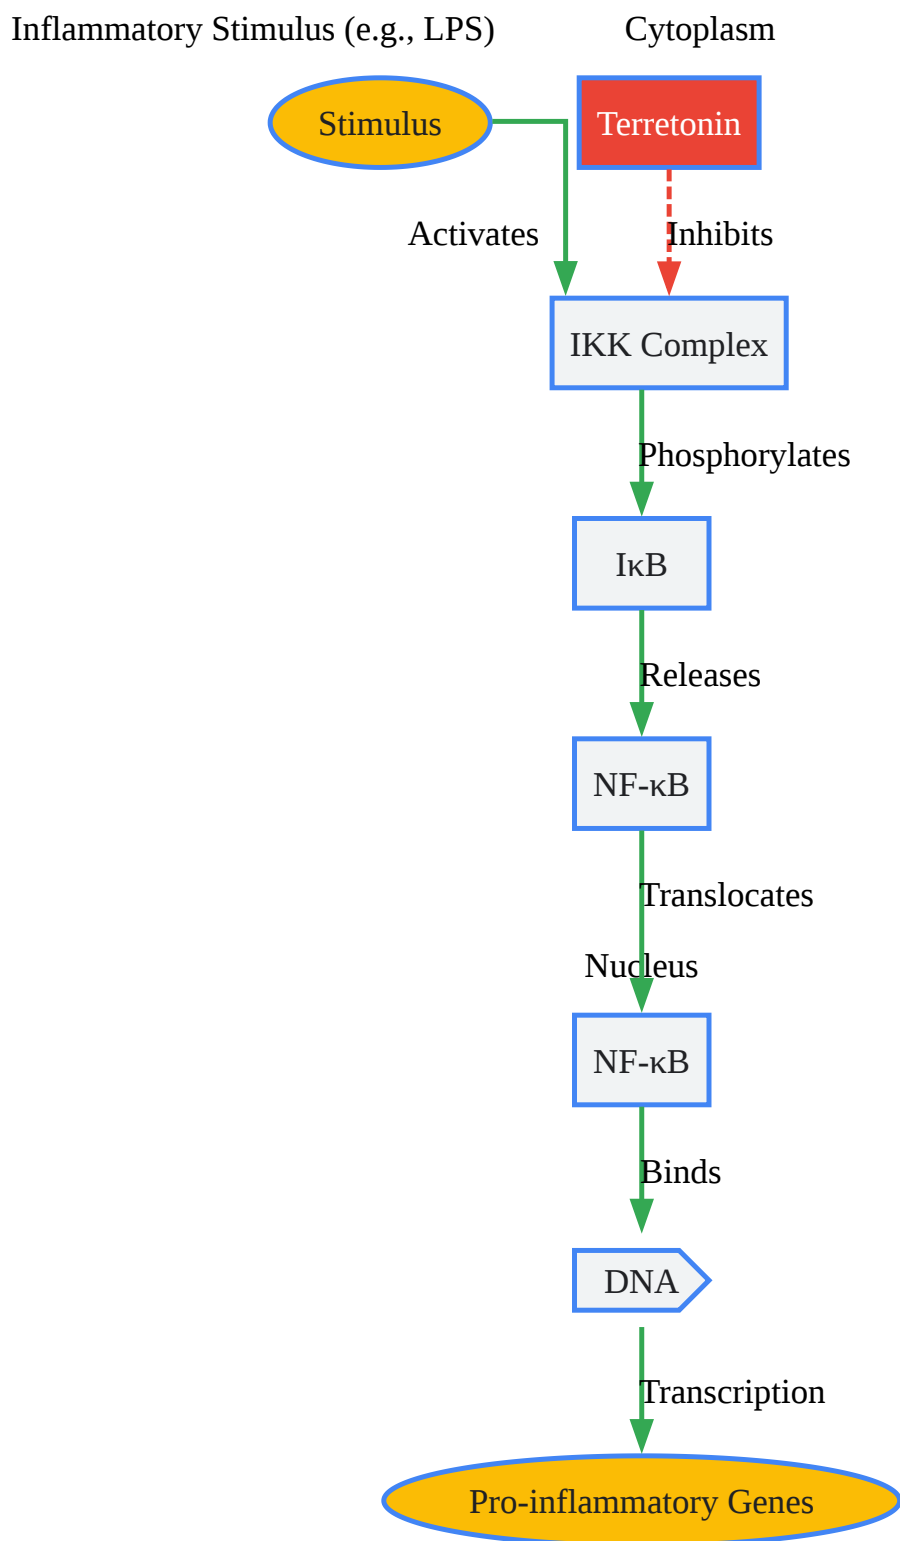 Inflammatory Stimulus (e.g., LPS)
Cytoplasm
Stimulus
Terretonin
Activates
Inhibits
IKK Complex
Phosphorylates
IκB
Releases
NF-κB
Translocates
Nucleus
NF-κB
Binds
DNA
Transcription
Pro-inflammatory Genes